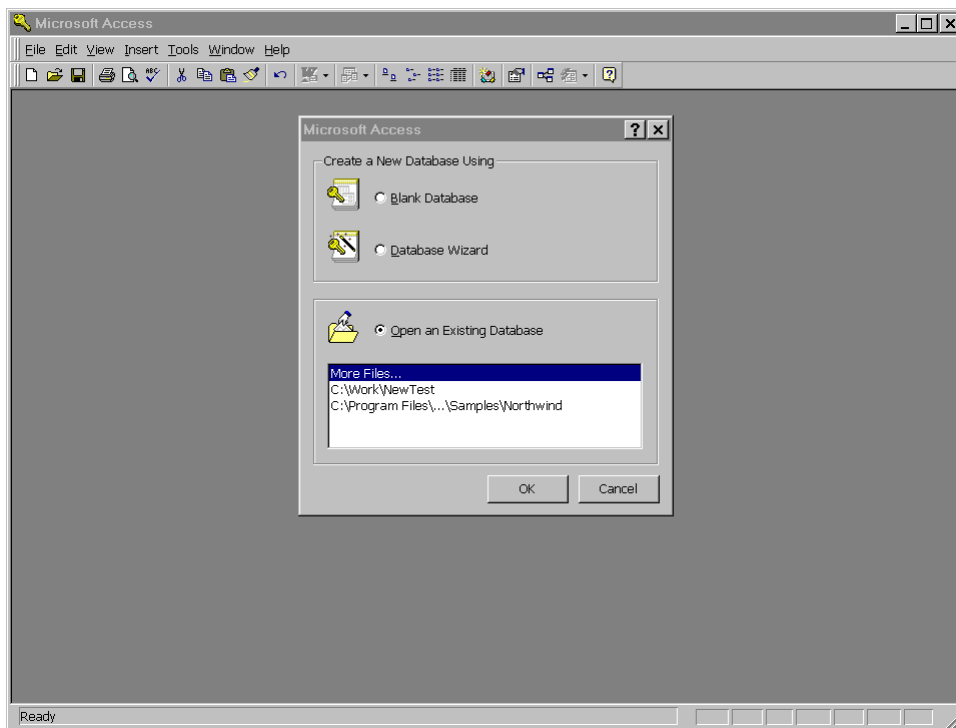 Microsoft Access
File Edit View Insert Tools Window Help
Microsoft Access
Create a New Database Using
Blank Database
Database Wizard
Open an Existing Database
More Files...
C:\Work\NewTest
C:\Program Files\...\Samples\Northwind
OK Cancel
Ready